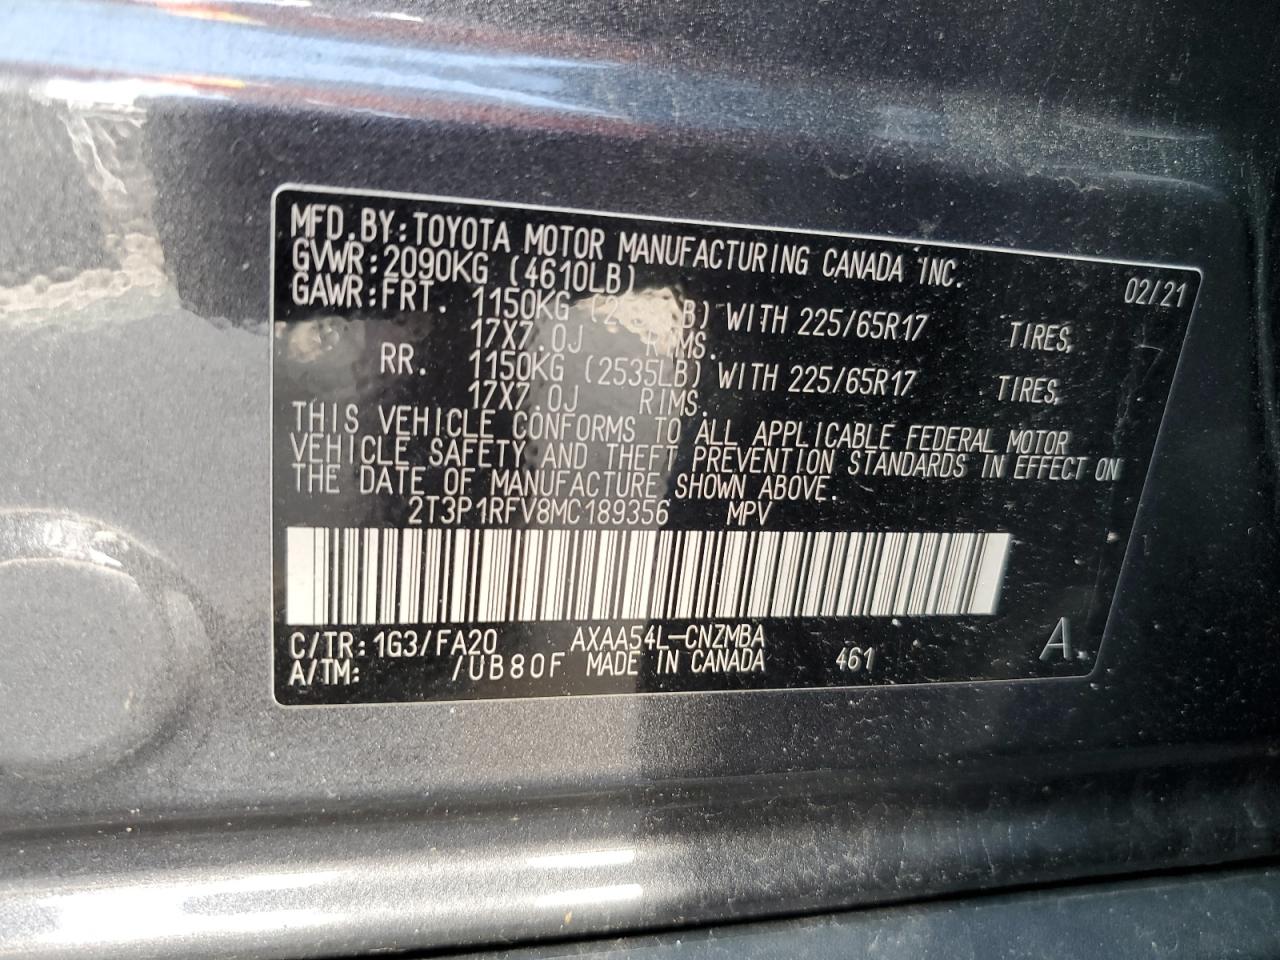 MFD.BY:TOYOTA MOTOR MANUFACTURING CANADA INC.
GVWR:2090KG (4610LB) 02/21
GAWR:FRT. 1150KG WITH 225/65R17 TIRES,
17X7.0J RIMS.
RR. 1150KG (2535LB) WITH 225/65R17 TIRES,
17X7.0J RIMS.
THIS VEHICLE CONFORMS TO ALL APPLICABLE FEDERAL MOTOR
VEHICLE SAFETY AND THEFT PREVENTION STANDARDS IN EFFECT ON
THE DATE OF MANUFACTURE SHOWN ABOVE.
2T3P1RFV8MC189356 MPV
C/TR:1G3/FA20 AXAA54L-CNZMBA
A/TM: /UB80F MADE IN CANADA 461 A